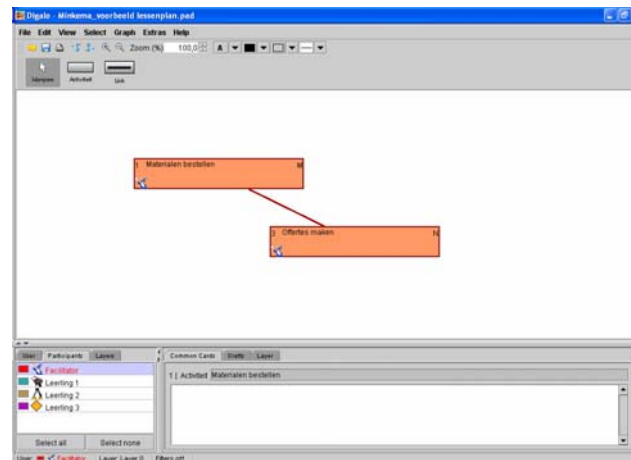 Digalo - Minkema_voorbeeld lessenplan.pad
File Edit View Select Graph Extras Help
Zoom (%) 100,0 A
Activiteit Link
1 Materialen bestellen M
3 Offertes maken N
User Participants Layers
Facilitator
Leerling 1
Leerling 2
Leerling 3
Select all Select none
Common Cards Layer
1 | Activiteit Materialen bestellen
User: Facilitator Layer: Layer 0 Filters off